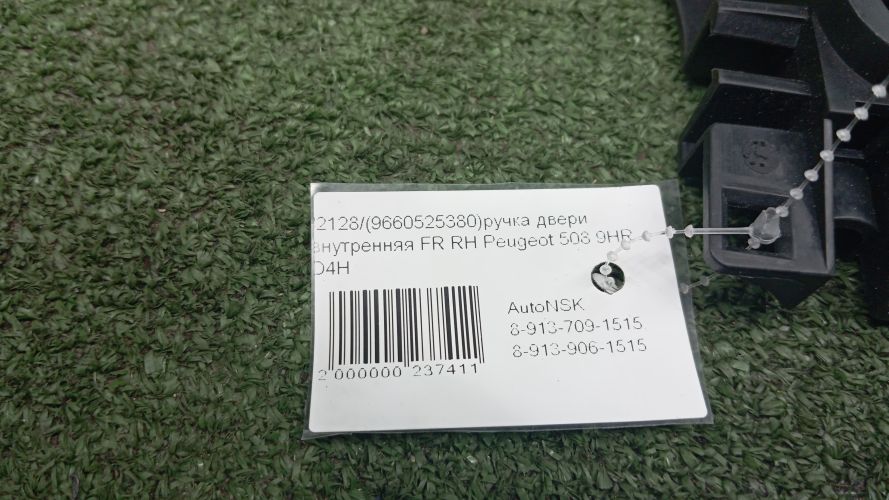 2128/(9660525380)ручка двери
внутренняя FR RH Peugeot 508 9HR
D4H
AutoNSK
8-913-709-1515
8-913-906-1515
2 000000 237411